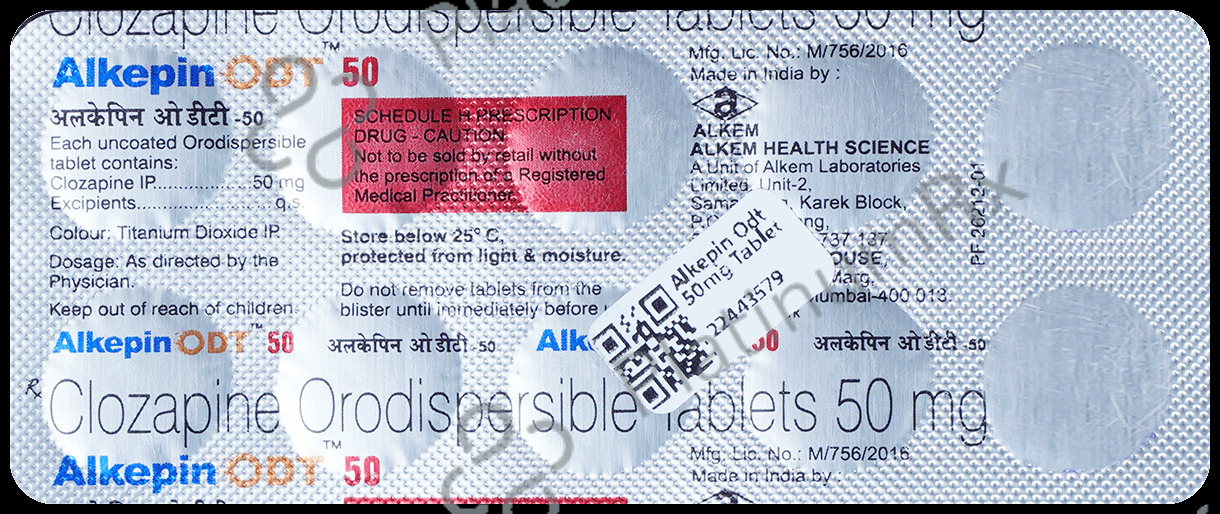 Clozapine Orodispersible Tablets 50 mg
Alkepin ODT™ 50
अलकेपिन ओ डीटी -50
Each uncoated Orodispersible
tablet contains:
Clozapine IP..................50 mg
Excipients.......................q.s.
Colour: Titanium Dioxide IP.
Dosage: As directed by the
Physician.
Keep out of reach of children.
SCHEDULE H PRESCRIPTION
DRUG - CAUTION
Not to be sold by retail without
the prescription of a Registered
Medical Practitioner.
Store below 25° C,
protected from light & moisture.
Do not remove tablets from the
blister until immediately before
Mfg. Lic. No.: M/756/2016
Made in India by :
a
ALKEM
ALKEM HEALTH SCIENCE
A Unit of Alkem Laboratories
Limited, Unit-2,
Karek Block,
737 137
Marg,
Mumbai-400 013.
PF 26212-01
Alkepin Odt
50mg Tablet
22443579
Alkepin ODT™ 50 अलकेपिन ओ डीटी -50 Alk 50 अलकेपिन ओ डीटी -50
Rx Clozapine Orodispersible Tablets 50 mg
Alkepin ODT™ 50
Mfg. Lic. No.: M/756/2016
Made in India by :
PlatinumRx